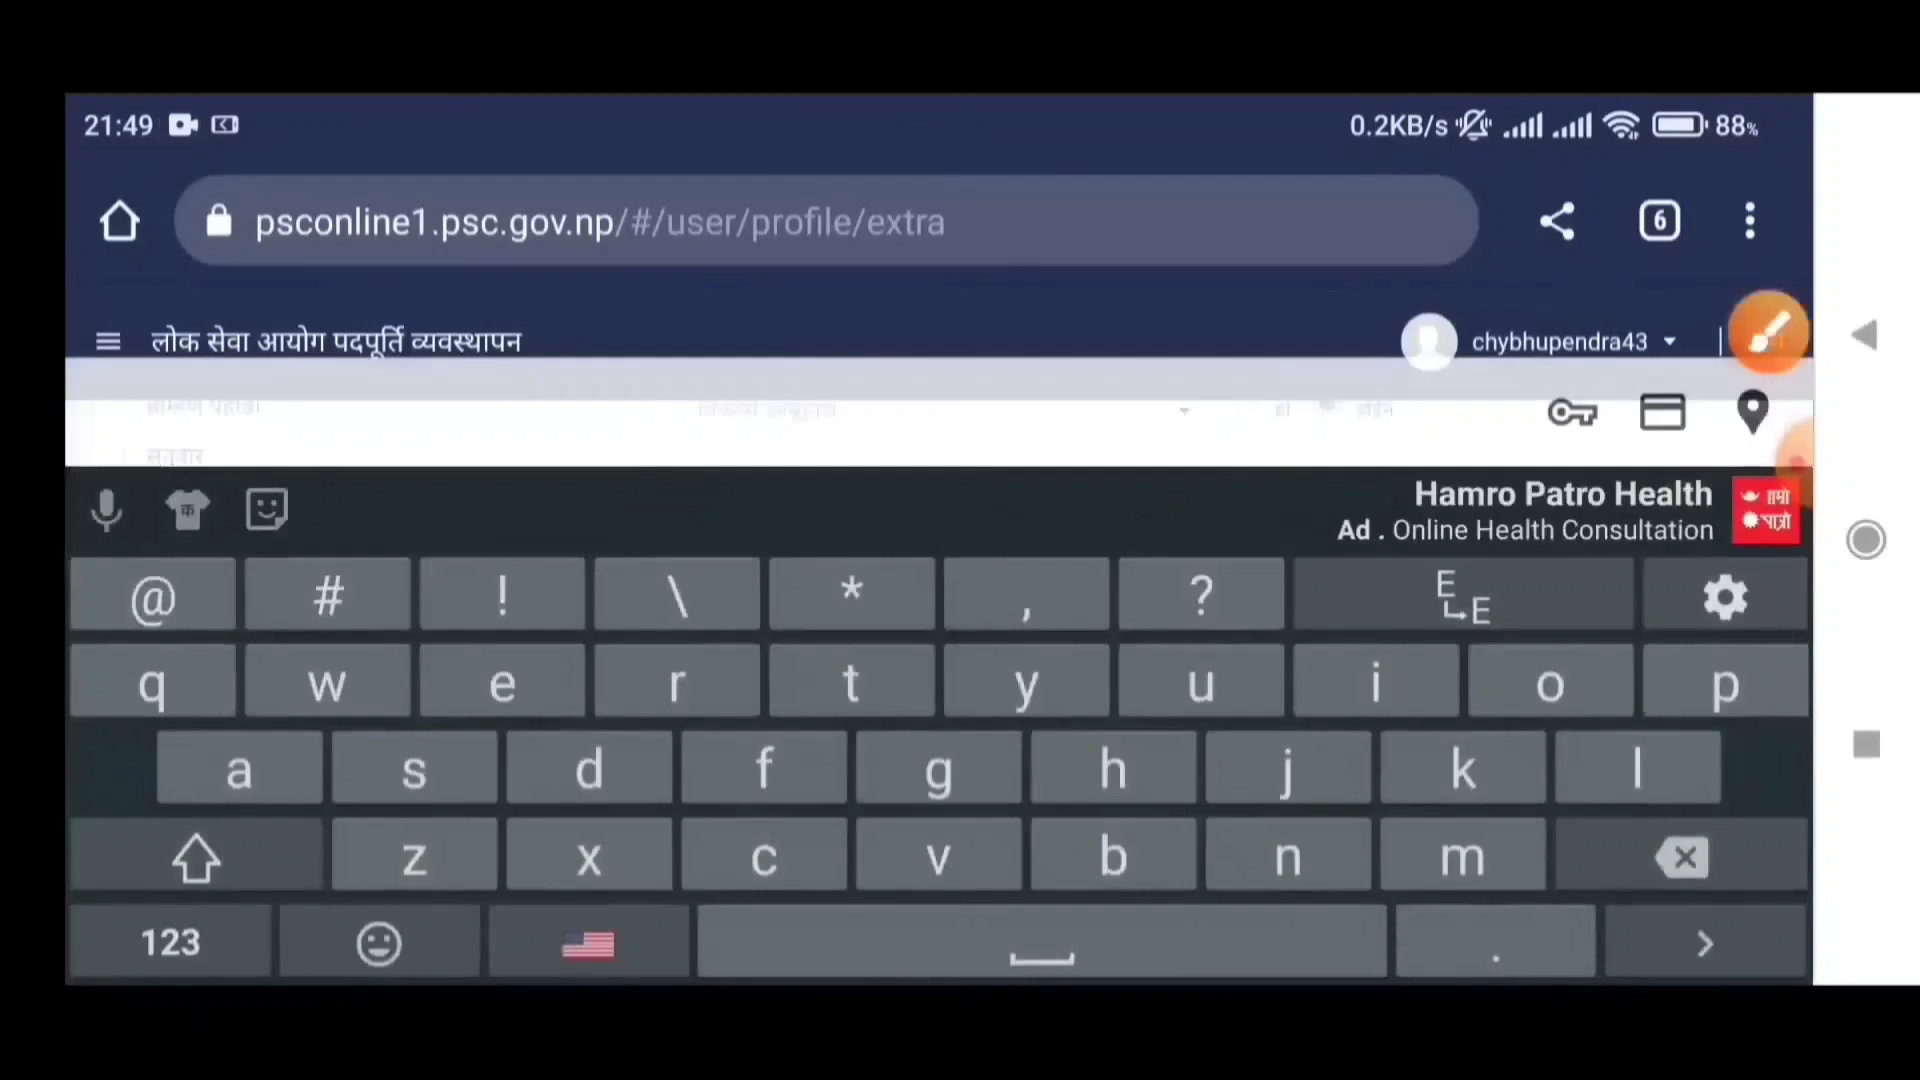 21:49
0.2KB/s 88%
psconline1.psc.gov.np/#/user/profile/extra
6
लोक सेवा आयोग पदपूर्ति व्यवस्थापन
chybhupendra43
Hamro Patro Health
Ad . Online Health Consultation
हाम्रो
पात्रो
क
@ # ! \ * , ? E E
q w e r t y u i o p
a s d f g h j k l
z x c v b n m
123 . >